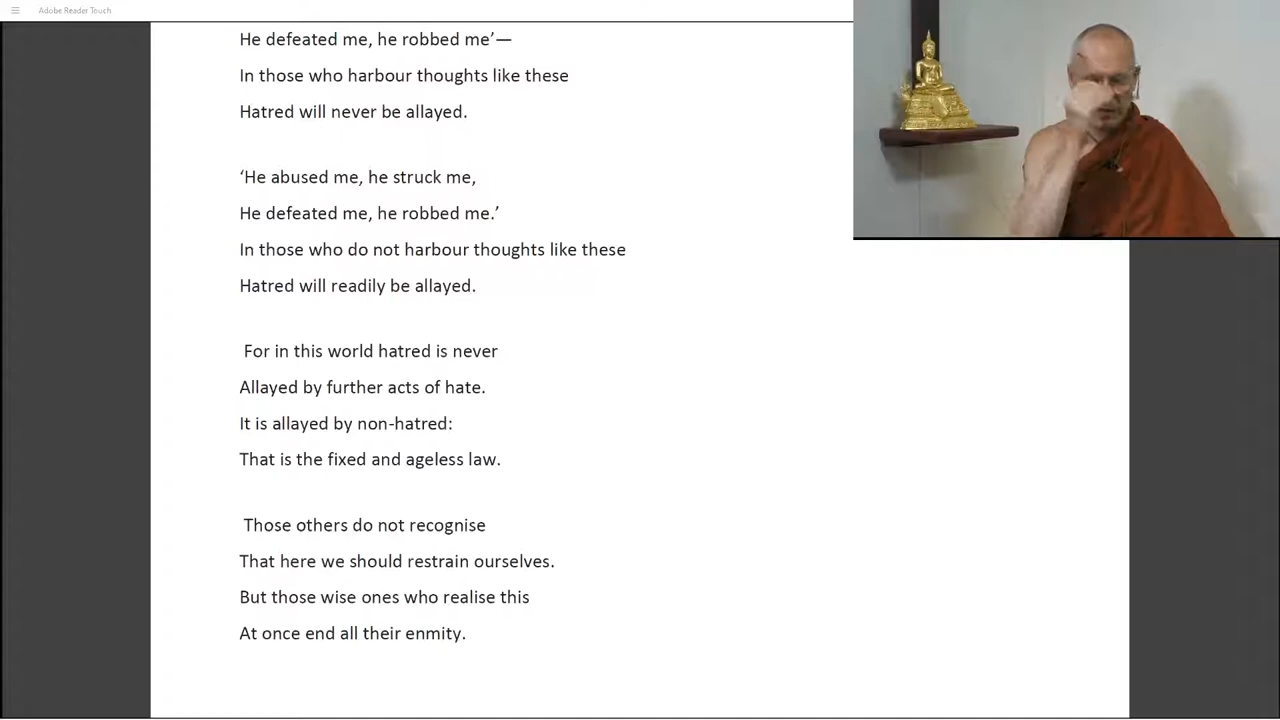 Adobe Reader Touch
He defeated me, he robbed me’—
In those who harbour thoughts like these
Hatred will never be allayed.
‘He abused me, he struck me,
He defeated me, he robbed me.’
In those who do not harbour thoughts like these
Hatred will readily be allayed.
For in this world hatred is never
Allayed by further acts of hate.
It is allayed by non-hatred:
That is the fixed and ageless law.
Those others do not recognise
That here we should restrain ourselves.
But those wise ones who realise this
At once end all their enmity.